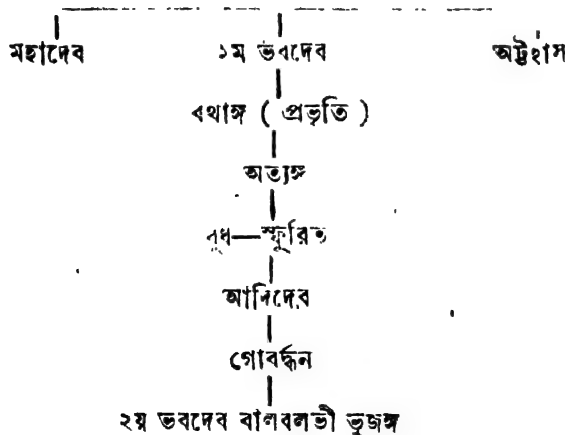 মহাদেব ১ম ভবদেব অট্টহাস
রথাঙ্গ ( প্রভৃতি )
অত্যঙ্গ
বুধ—স্ফুরিত
আদিদেব
গোবর্দ্ধন
২য় ভবদেব বালবলভী ভুজঙ্গ